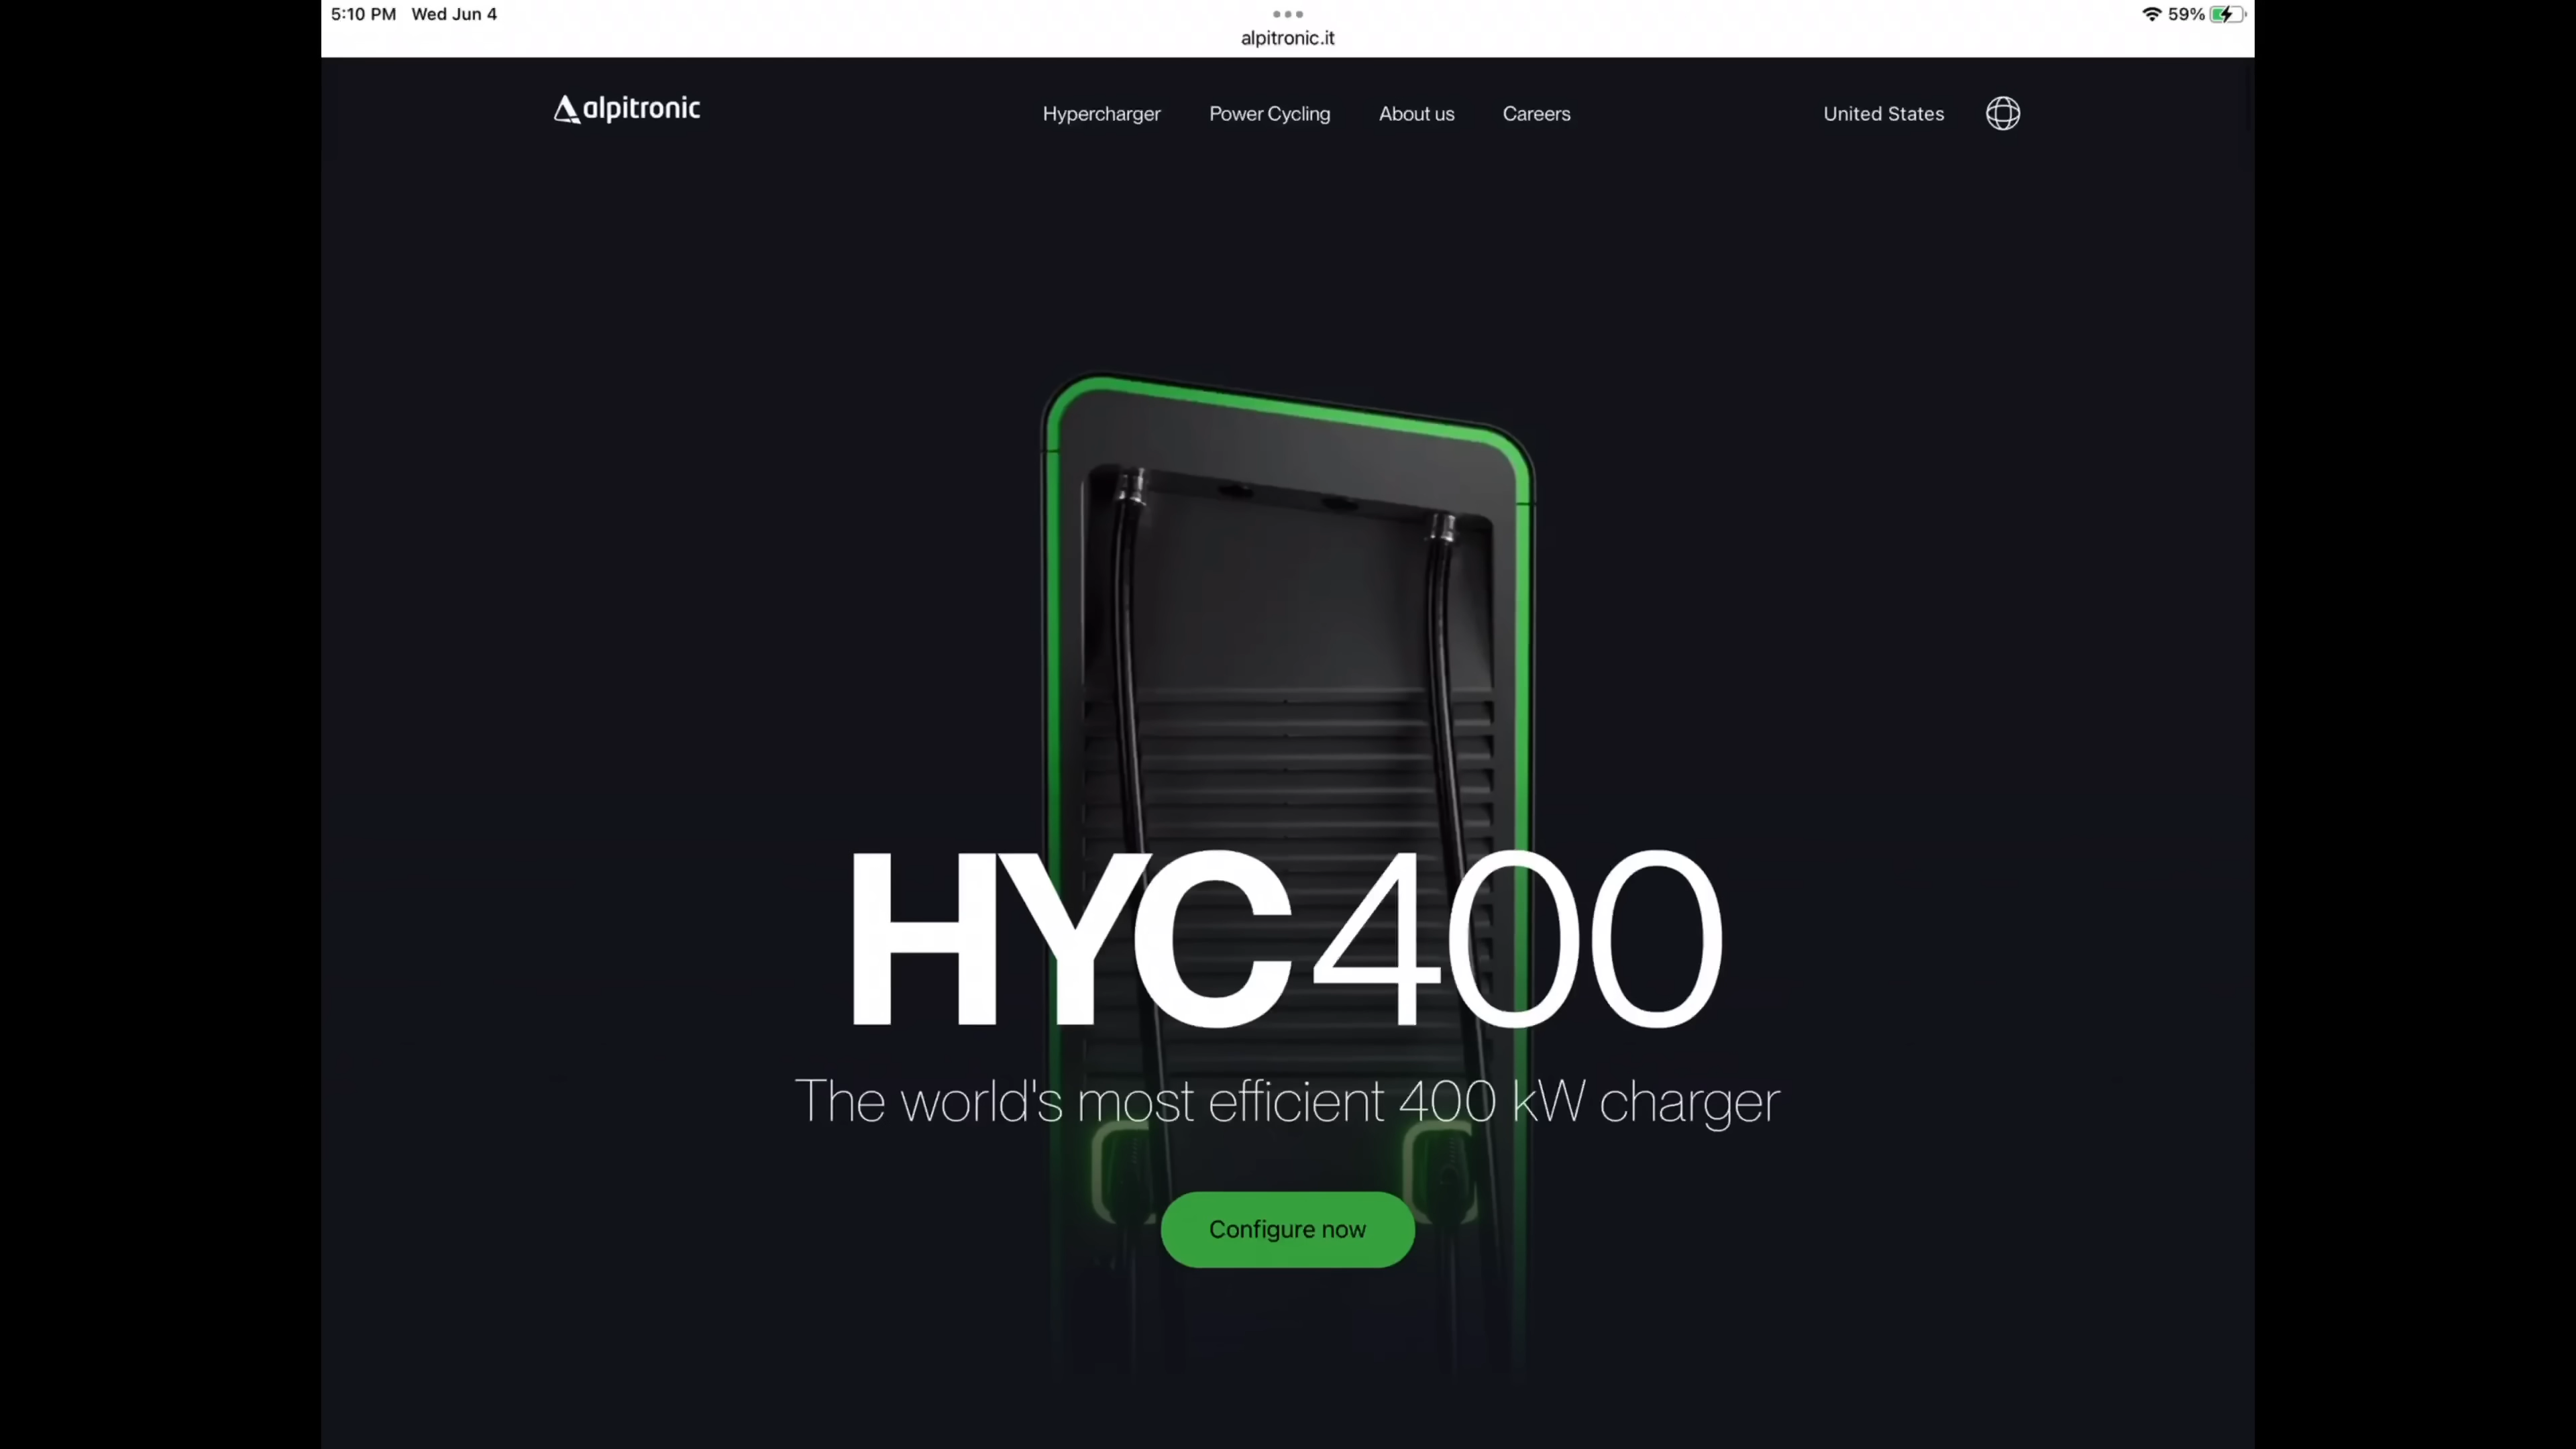 5:10 PM Wed Jun 4
59%
alpitronic.it
alpitronic
Hypercharger Power Cycling About us Careers United States
HYC400
The world's most efficient 400 kW charger
Configure now